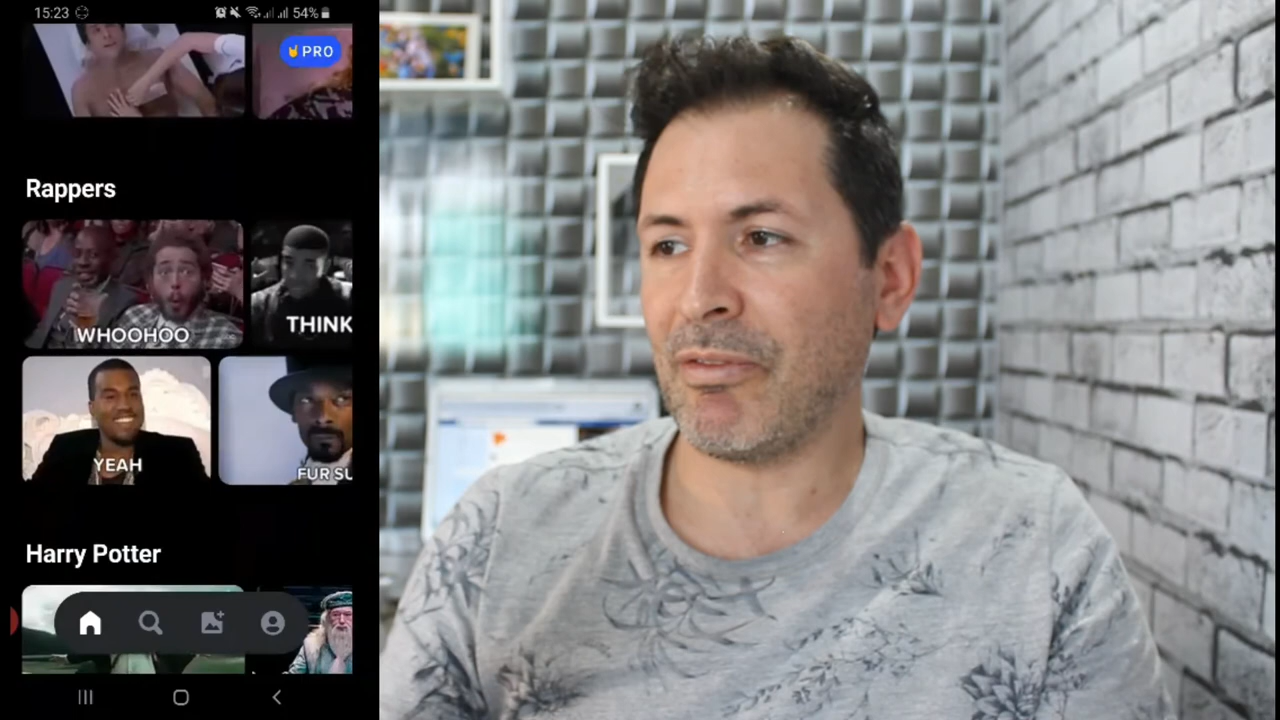 15:23
54%
PRO
Rappers
WHOOHOO
THINK
YEAH
FUR SU
Harry Potter